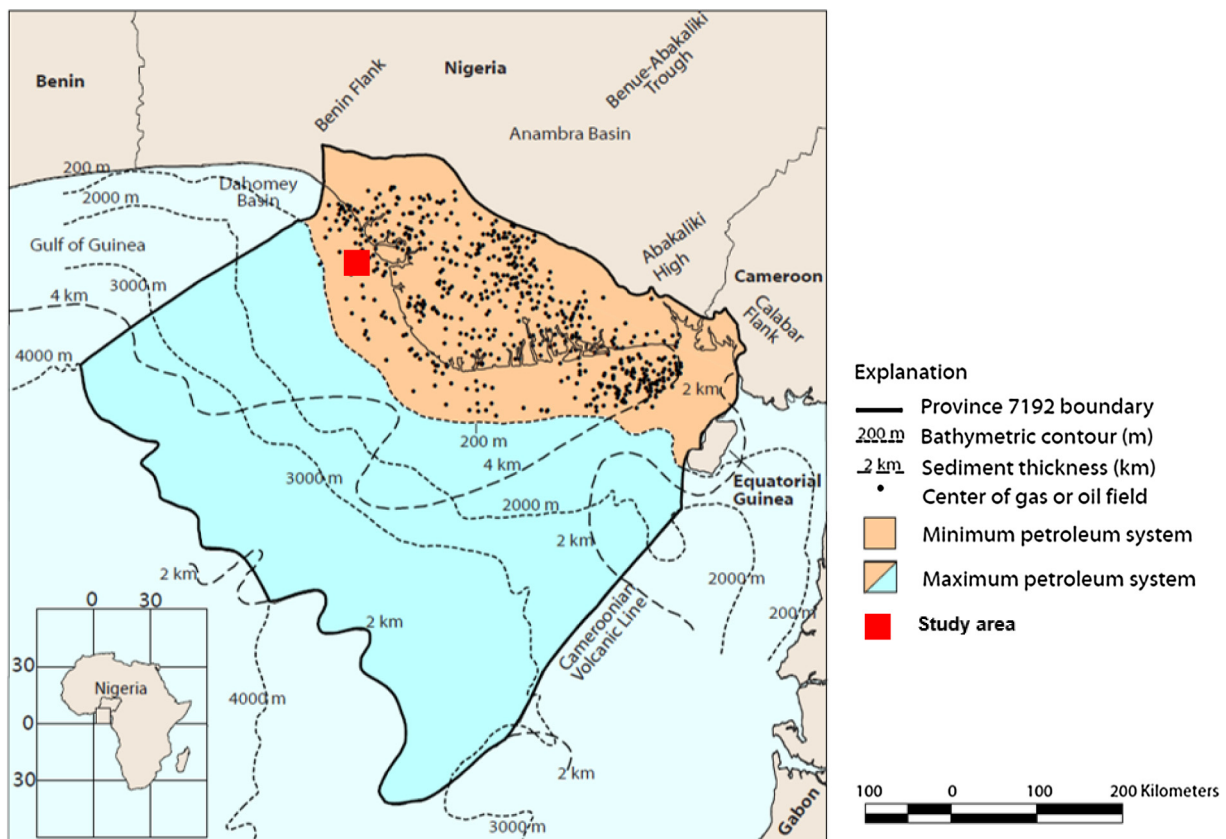 Benin
Nigeria
Benin Flank
Benue-Abakaliki
Trough
Anambra Basin
200 m
2000 m
Dahomey
Basin
Gulf of Guinea
3000 m
4 km
4000 m
Abakaliki
High
Cameroon
Calabar
Flank
2 km
200 m
4 km
3000 m
2000 m
Equatorial
Guinea
2 km
2000 m
200 m
2 km
2 km
Cameroonian
Volcanic Line
4000 m
2 km
3000 m
Gabon
0 30
30
Nigeria
0
30
Explanation
Province 7192 boundary
200 m Bathymetric contour (m)
2 km Sediment thickness (km)
Center of gas or oil field
Minimum petroleum system
Maximum petroleum system
Study area
100 0 100 200 Kilometers